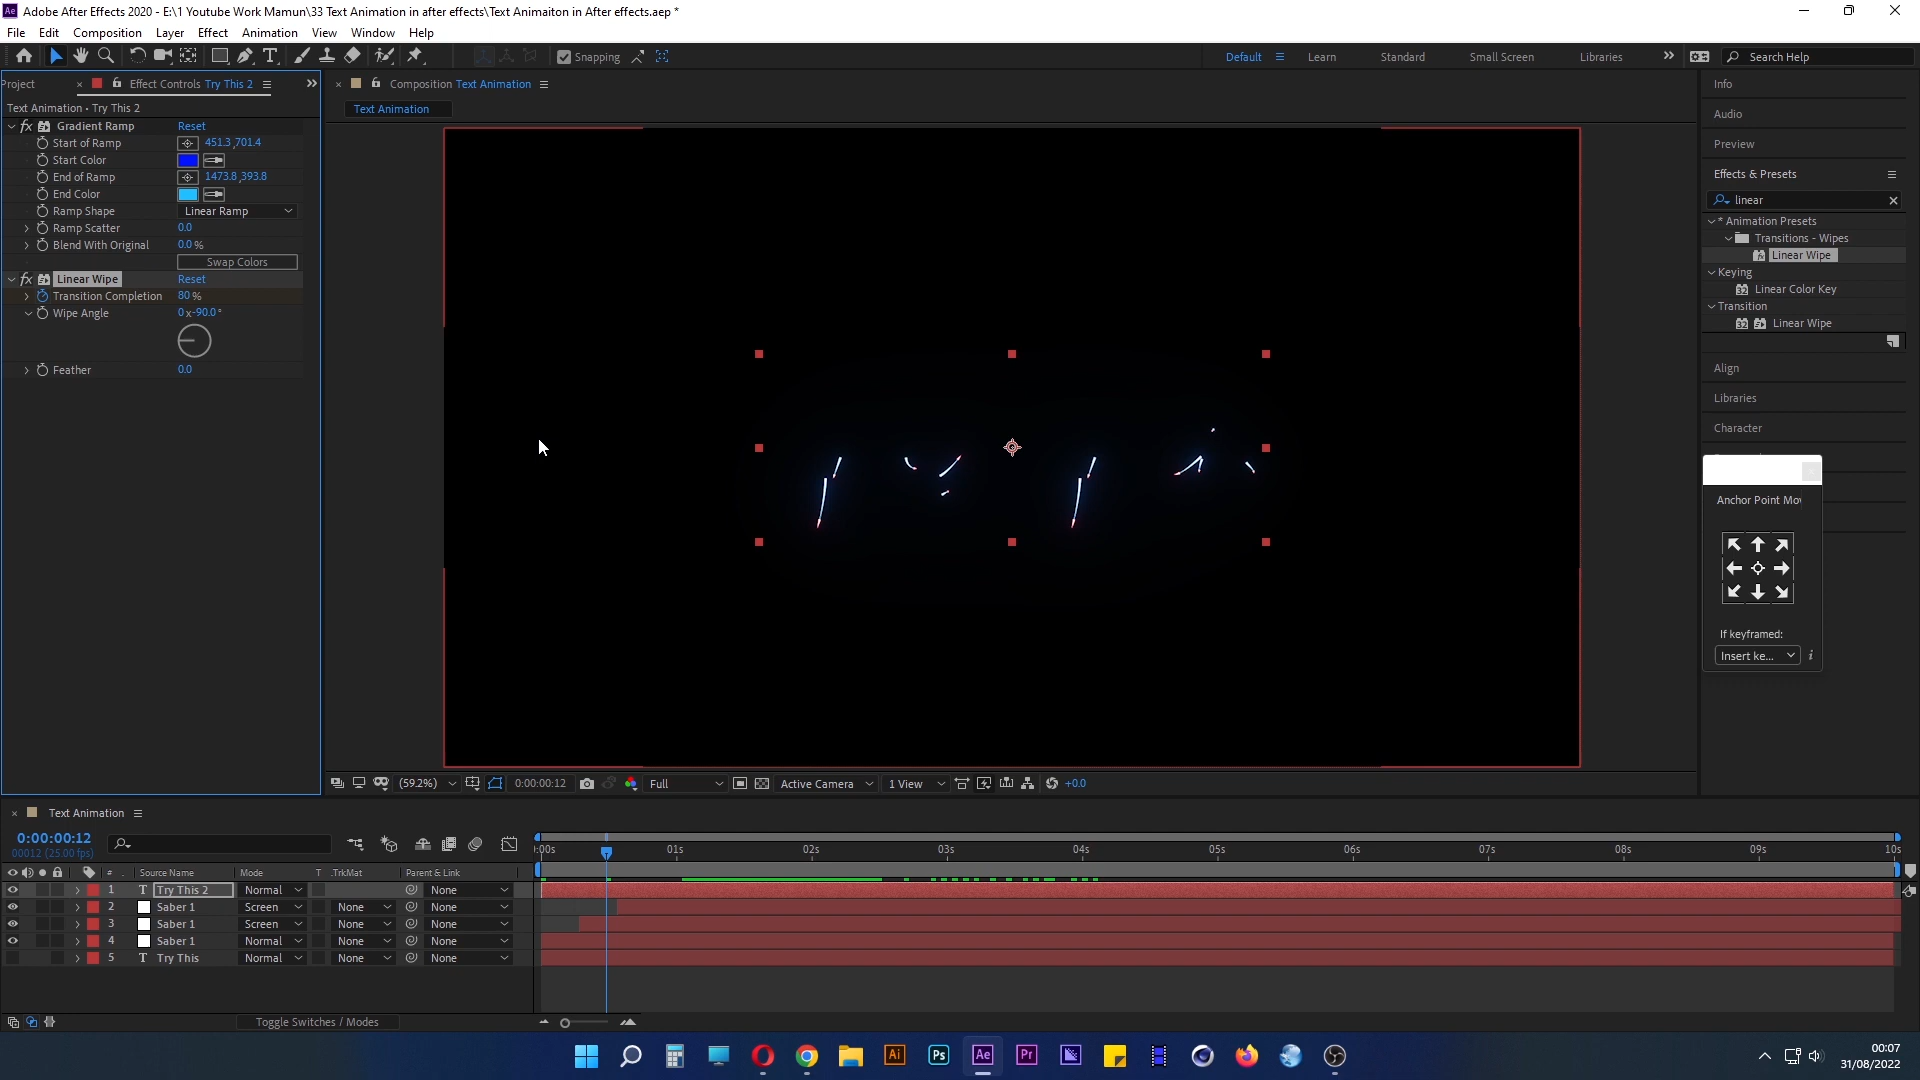 Ae Adobe After Effects 2020 - E:\1 Youtube Work Mamun\33 Text Animation in after effects\Text Animaiton in After effects.aep *
File Edit Composition Layer Effect Animation View Window Help
Snapping
Default Learn Standard Small Screen Libraries Search Help
Project Effect Controls Try This 2
Composition Text Animation
Text Animation
Text Animation • Try This 2
fx Gradient Ramp Reset
Start of Ramp 451.3 ,701.4
Start Color
End of Ramp 1473.8 ,393.8
End Color
Ramp Shape Linear Ramp
Ramp Scatter 0.0
Blend With Original 0.0 %
Swap Colors
fx Linear Wipe Reset
Transition Completion 80 %
Wipe Angle 0 x-90.0 °
Feather 0.0
Info
Audio
Preview
Effects & Presets
linear
* Animation Presets
Transitions - Wipes
Linear Wipe
Keying
32 Linear Color Key
Transition
32 Linear Wipe
Align
Libraries
Character
Anchor Point Mov
If keyframed:
Insert ke... i
(59.2%) 0:00:00:12 Full Active Camera 1 View +0.0
Text Animation
0:00:00:12
00012 (25.00 fps)
:00s 01s 02s 03s 04s 05s 06s 07s 08s 09s 10s
# Source Name Mode T .TrkMat Parent & Link
1 T Try This 2 Normal None
2 Saber 1 Screen None None
3 Saber 1 Screen None None
4 Saber 1 Normal None None
5 T Try This Normal None None
Toggle Switches / Modes
Ai Ps Ae Pr
00:07
31/08/2022